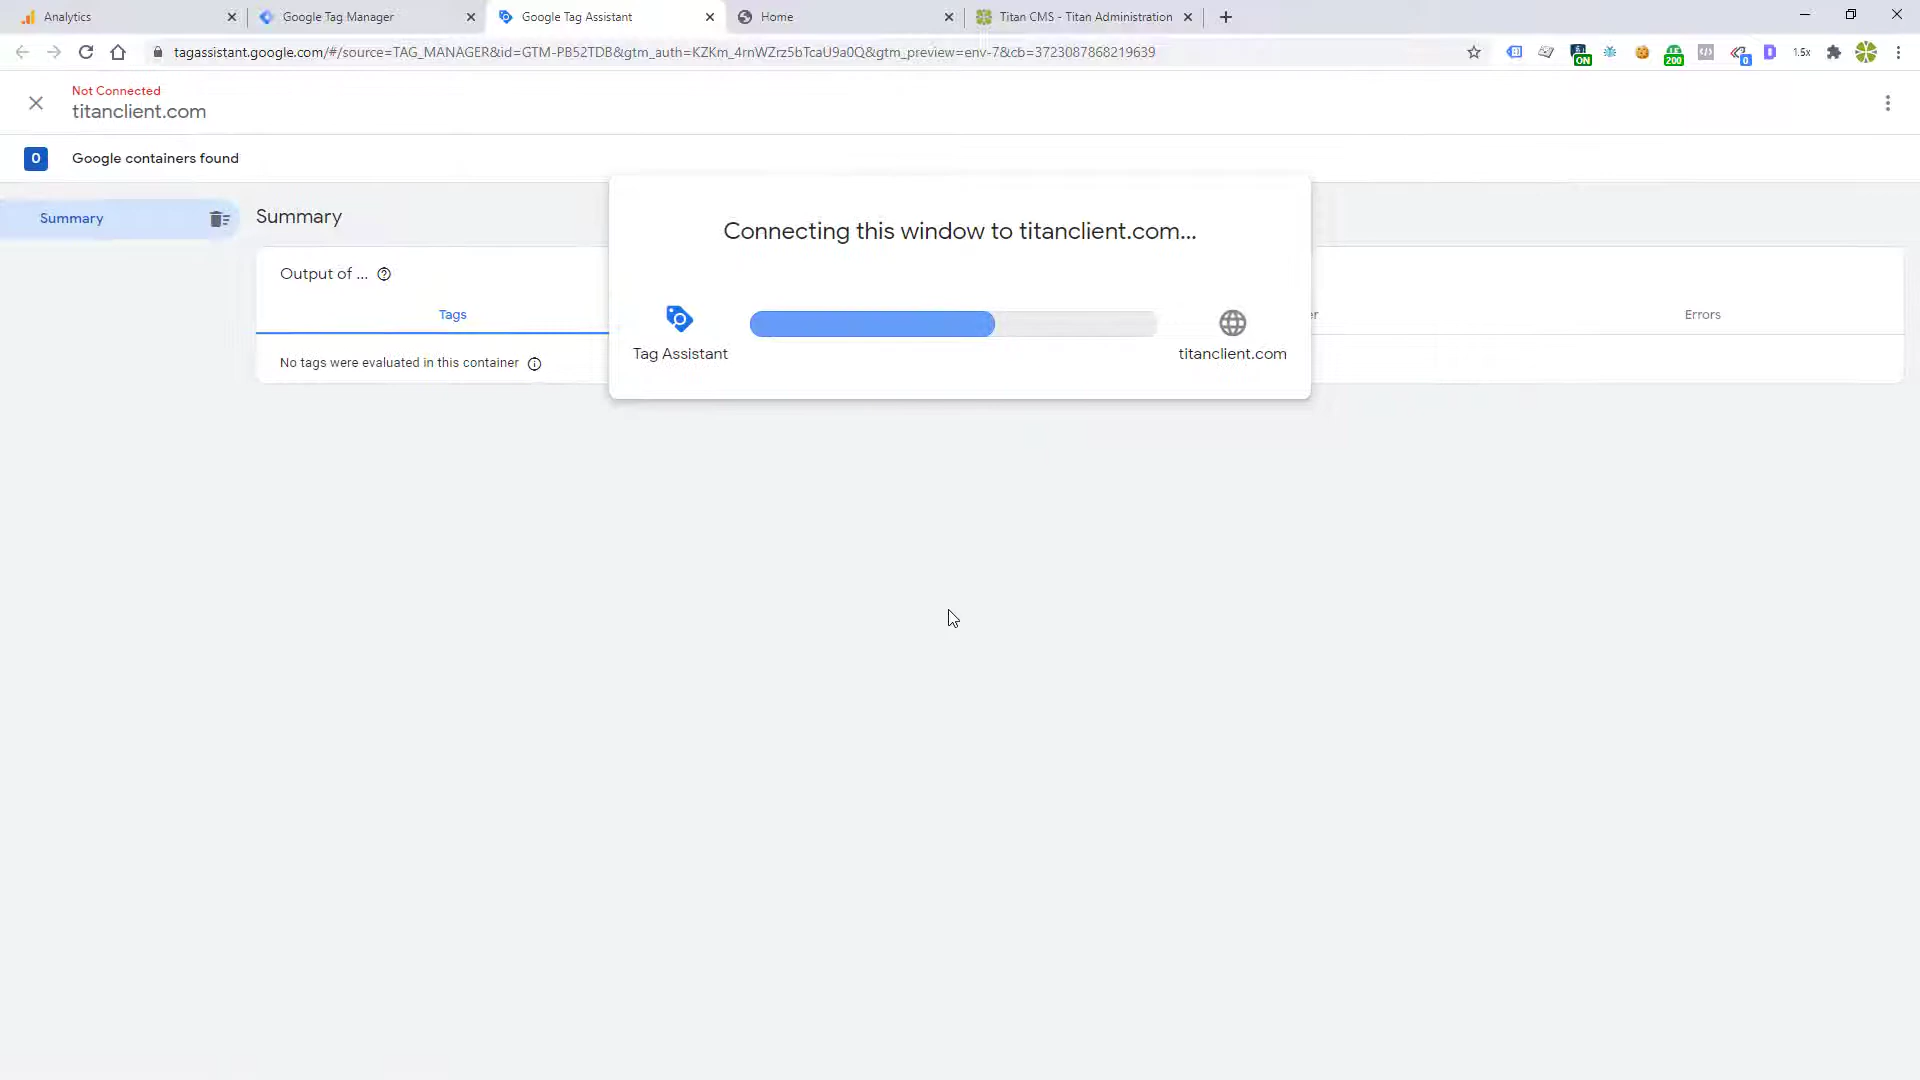 Analytics
Google Tag Manager
Google Tag Assistant
Home
Titan CMS - Titan Administration
tagassistant.google.com/#/source=TAG_MANAGER&id=GTM-PB52TDB&gtm_auth=KZKm_4rnWZrz5bTcaU9a0Q&gtm_preview=env-7&cb=3723087868219639
ON
200
0
1.5x
Not Connected
titanclient.com
0 Google containers found
Summary
Summary
Output of ...
Tags
Errors
No tags were evaluated in this container
Connecting this window to titanclient.com...
Tag Assistant
titanclient.com